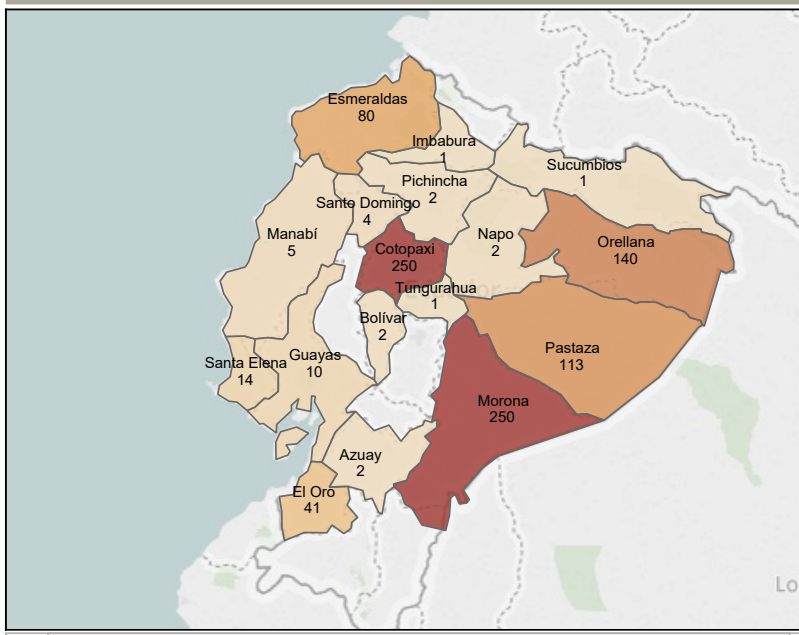 Esmeraldas
80
Imbabura
1
Sucumbios
1
Pichincha
2
Santo Domingo
4
Manabí
5
Napo
2
Orellana
140
Cotopaxi
250
Tungurahua
1
Bolívar
2
Santa Elena
14
Guayas
10
Pastaza
113
Morona
250
Azuay
2
El Oro
41
Lo